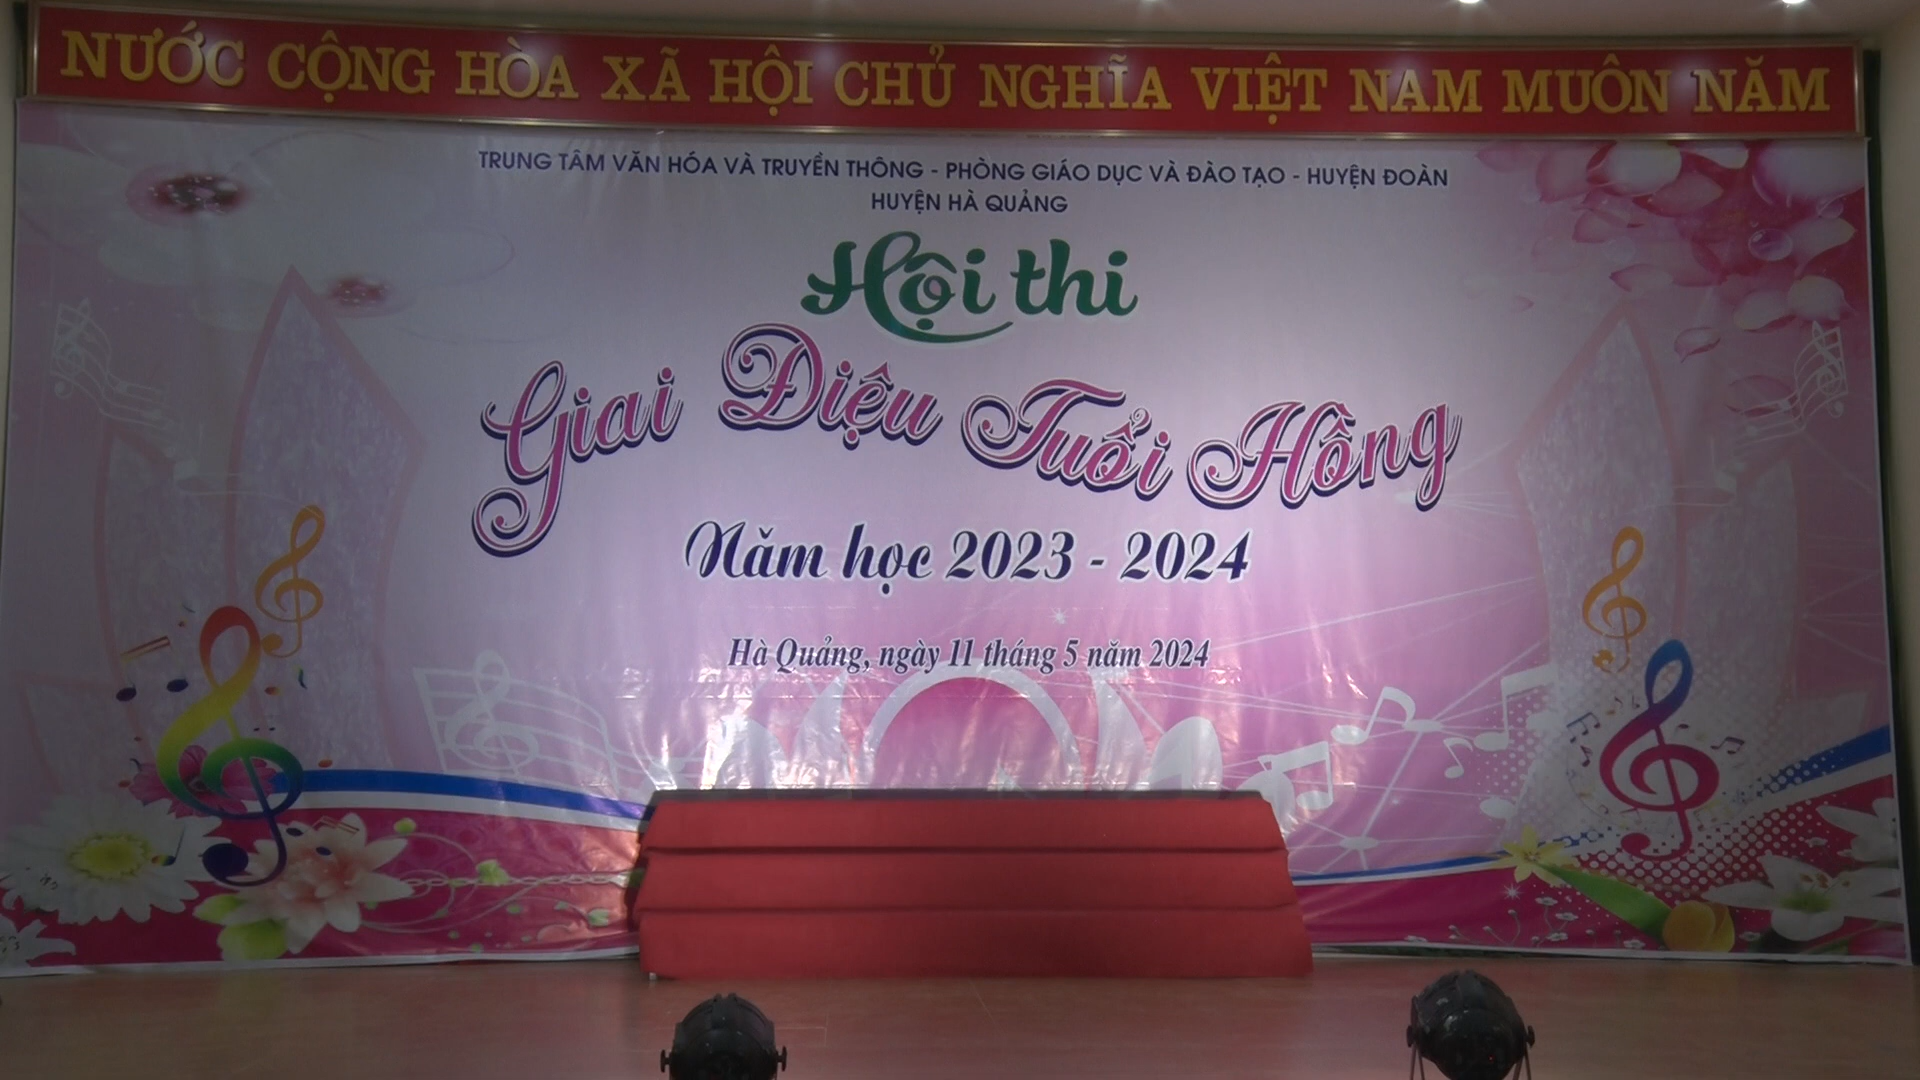 NƯỚC CỘNG HÒA XÃ HỘI CHỦ NGHĨA VIỆT NAM MUÔN NĂM
TRUNG TÂM VĂN HÓA VÀ TRUYỀN THÔNG - PHÒNG GIÁO DỤC VÀ ĐÀO TẠO - HUYỆN ĐOÀN
HUYỆN HÀ QUẢNG
Hội thi
Giai Điệu Tuổi Hồng
Năm học 2023 - 2024
Hà Quảng, ngày 11 tháng 5 năm 2024